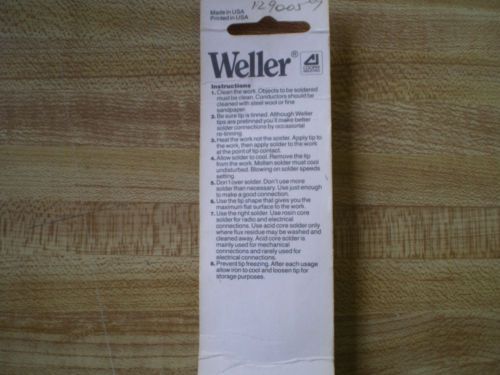 Made in USA
Printed in USA
Weller®
Instructions
1. Clean the work. Objects to be soldered
must be clean. Conductors should be
cleaned with steel wool or fine
sandpaper.
2. Be sure tip is tinned. Although Weller
tips are pretinned you'll make better
solder connections by occasional
re-tinning
3. Heat the work not the solder. Apply tip to
the work, then apply solder to the work
at the point of tip contact.
4. Allow solder to cool. Remove the tip
from the work. Molten solder must cool
undisturbed. Blowing on solder speeds
setting
5. Don't over solder. Don't use more
solder than necessary. Use just enough
to make a good connection.
6. Use the tip shape that gives you the
maximum flat surface to the work.
7. Use the right solder. Use rosin core
solder for radio and electrical
connections. Use acid core solder only
where flux residue may be washed and
cleaned away. Acid core solder is
mainly used for mechanical
connections and rarely used for
electrical connections.
8. Prevent tip freezing. After each usage
allow iron to cool and loosen tip for
storage purposes.